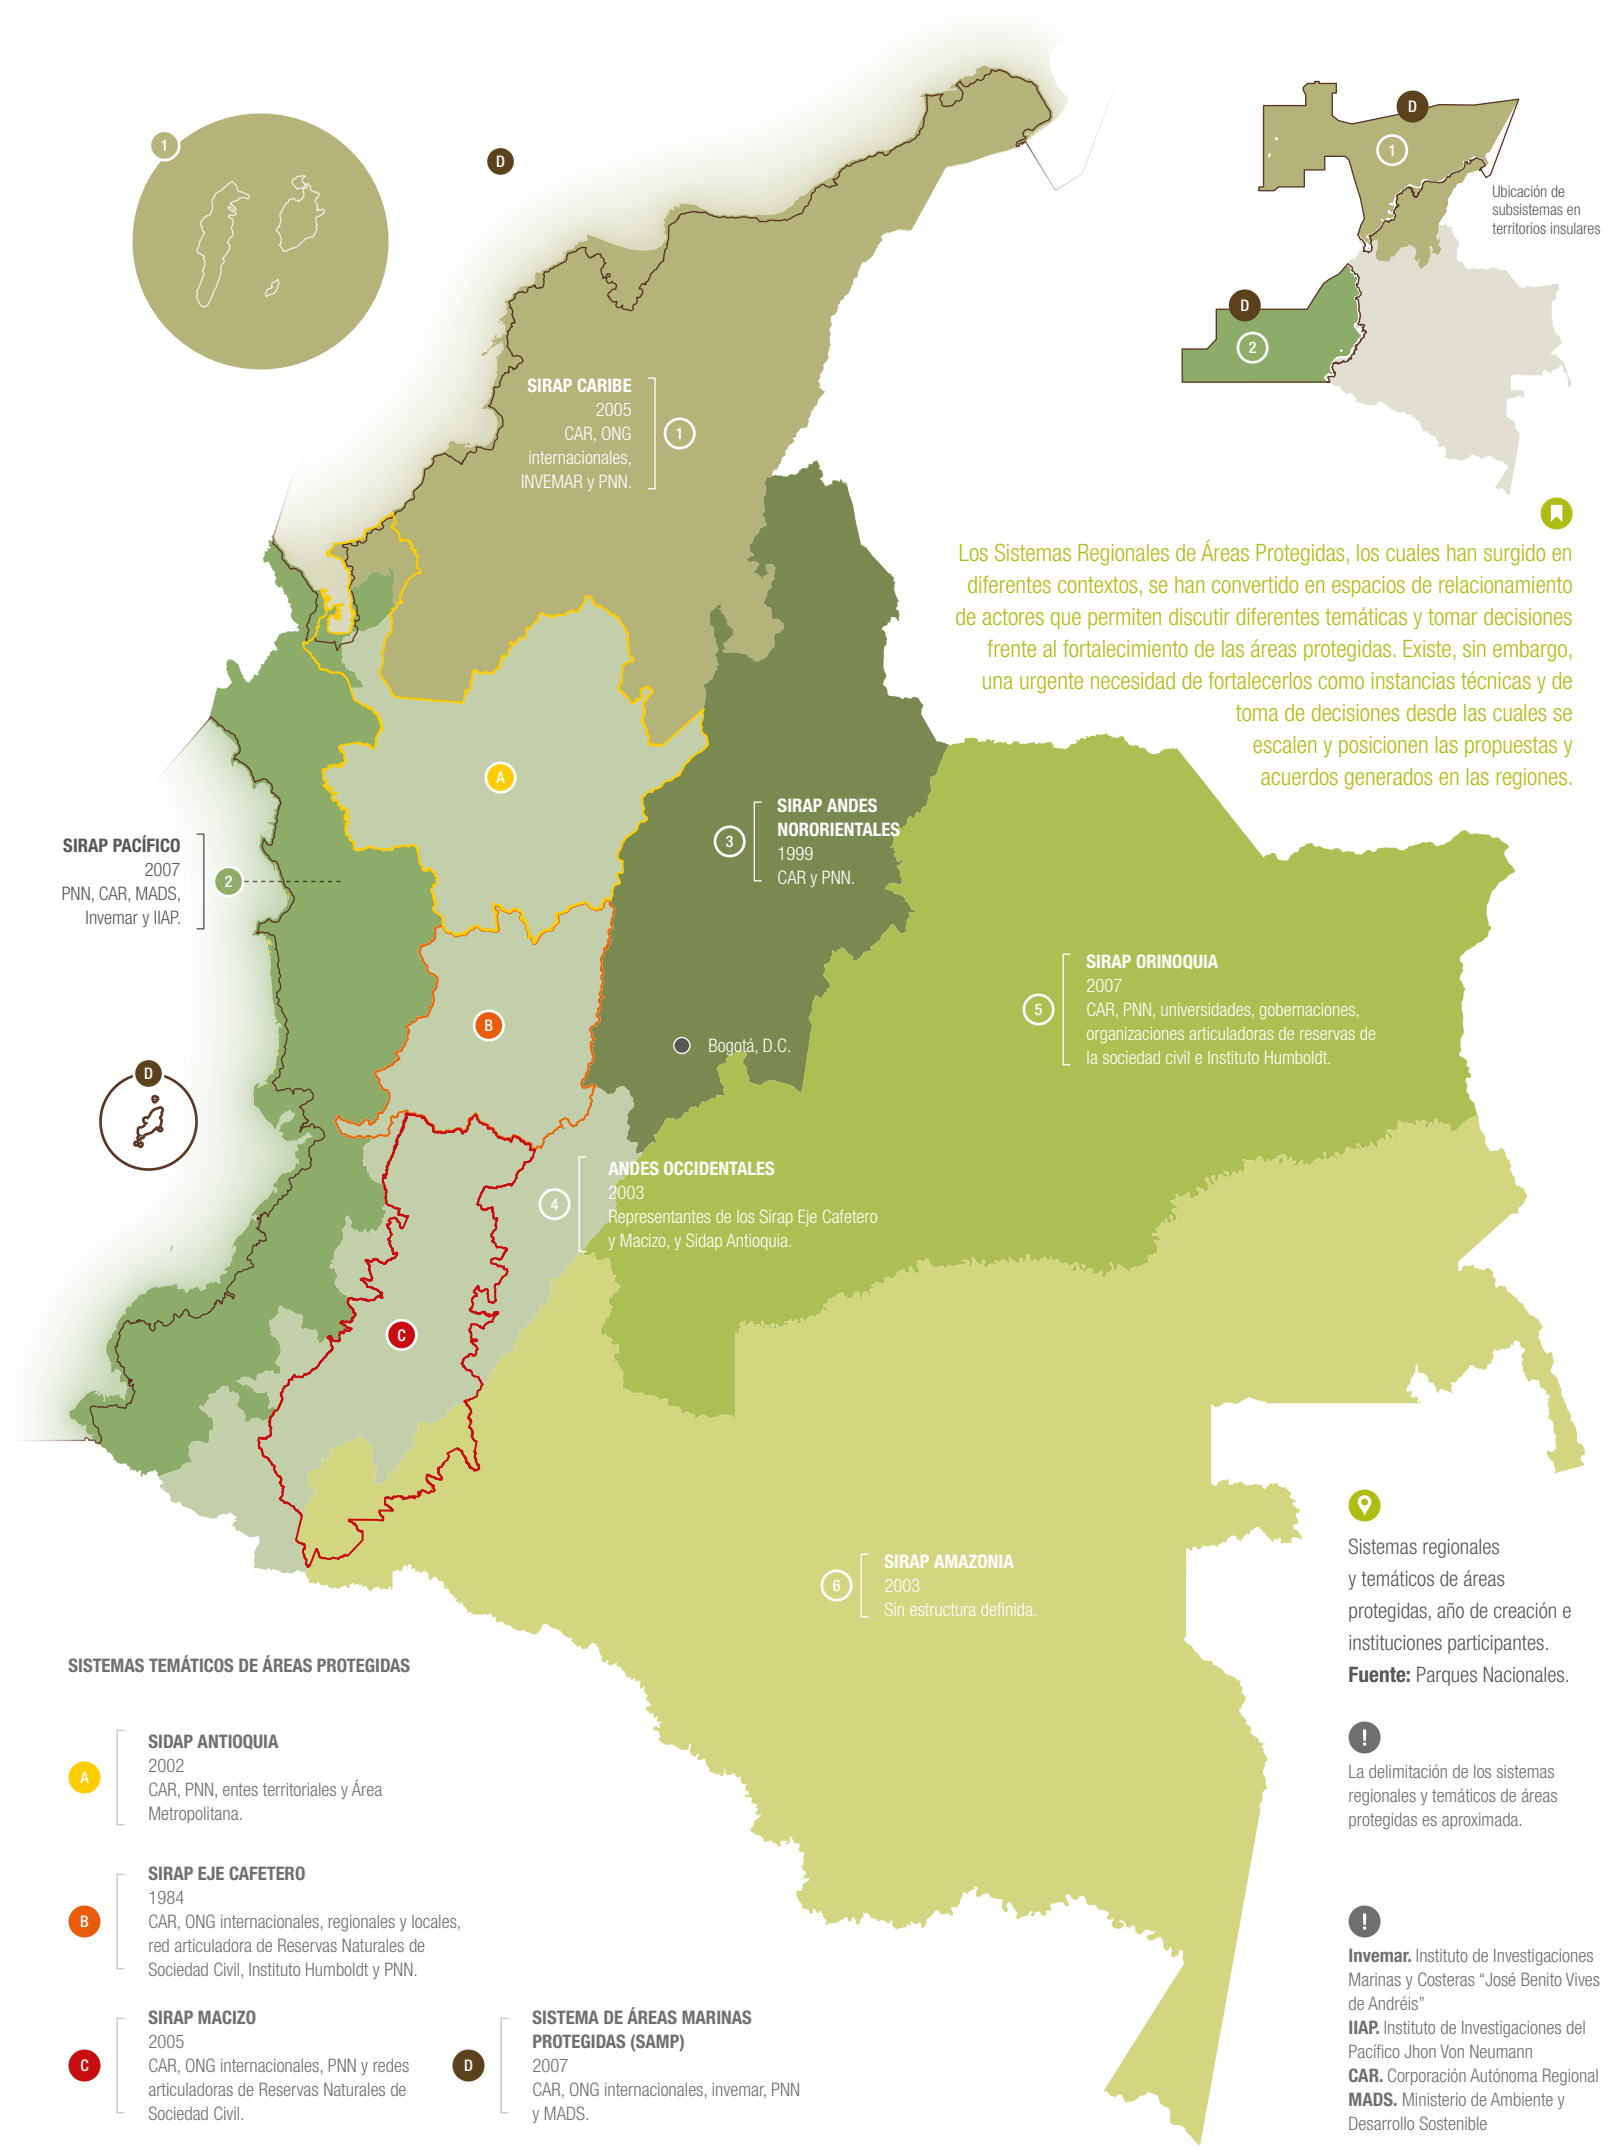 1
D
D
1
Ubicación de
subsistemas en
territorios insulares
D
2
SIRAP CARIBE
2005
CAR, ONG
internacionales,
INVEMAR y PNN.
1
Los Sistemas Regionales de Áreas Protegidas, los cuales han surgido en
diferentes contextos, se han convertido en espacios de relacionamiento
de actores que permiten discutir diferentes temáticas y tomar decisiones
frente al fortalecimiento de las áreas protegidas. Existe, sin embargo,
una urgente necesidad de fortalecerlos como instancias técnicas y de
toma de decisiones desde las cuales se
escalen y posicionen las propuestas y
acuerdos generados en las regiones.
A
SIRAP PACÍFICO
2007
PNN, CAR, MADS,
Invemar y IIAP.
2
3
SIRAP ANDES
NORORIENTALES
1999
CAR y PNN.
5
SIRAP ORINOQUIA
2007
CAR, PNN, universidades, gobernaciones,
organizaciones articuladoras de reservas de
la sociedad civil e Instituto Humboldt.
B
Bogotá, D.C.
D
4
ANDES OCCIDENTALES
2003
Representantes de los Sirap Eje Cafetero
y Macizo, y Sidap Antioquia.
C
6
SIRAP AMAZONIA
2003
Sin estructura definida.
Sistemas regionales
y temáticos de áreas
protegidas, año de creación e
instituciones participantes.
Fuente: Parques Nacionales.
!
La delimitación de los sistemas
regionales y temáticos de áreas
protegidas es aproximada.
!
Invemar. Instituto de Investigaciones
Marinas y Costeras “José Benito Vives
de Andréis”
IIAP. Instituto de Investigaciones del
Pacífico Jhon Von Neumann
CAR. Corporación Autónoma Regional
MADS. Ministerio de Ambiente y
Desarrollo Sostenible
SISTEMAS TEMÁTICOS DE ÁREAS PROTEGIDAS
A
SIDAP ANTIOQUIA
2002
CAR, PNN, entes territoriales y Área
Metropolitana.
B
SIRAP EJE CAFETERO
1984
CAR, ONG internacionales, regionales y locales,
red articuladora de Reservas Naturales de
Sociedad Civil, Instituto Humboldt y PNN.
C
SIRAP MACIZO
2005
CAR, ONG internacionales, PNN y redes
articuladoras de Reservas Naturales de
Sociedad Civil.
D
SISTEMA DE ÁREAS MARINAS
PROTEGIDAS (SAMP)
2007
CAR, ONG internacionales, invemar, PNN
y MADS.